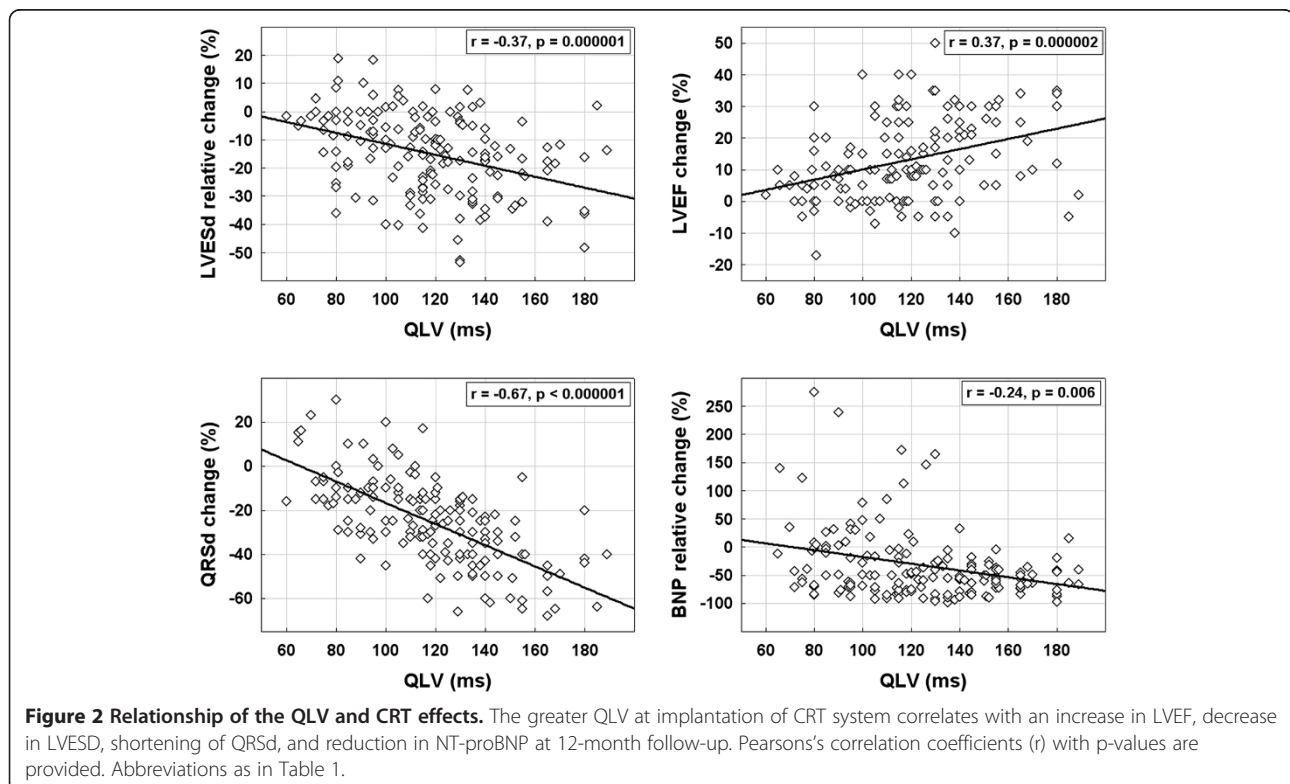 r = -0.37, p = 0.000001
LVESd relative change (%)
20
10
0
-10
-20
-30
-40
-50
60 80 100 120 140 160 180
QLV (ms)
r = 0.37, p = 0.000002
LVEF change (%)
50
40
30
20
10
0
-10
-20
60 80 100 120 140 160 180
QLV (ms)
r = -0.67, p < 0.000001
QRSd change (%)
20
0
-20
-40
-60
60 80 100 120 140 160 180
QLV (ms)
r = -0.24, p = 0.006
BNP relative change (%)
250
200
150
100
50
0
-50
-100
60 80 100 120 140 160 180
QLV (ms)
Figure 2 Relationship of the QLV and CRT effects. The greater QLV at implantation of CRT system correlates with an increase in LVEF, decrease
in LVESD, shortening of QRSd, and reduction in NT-proBNP at 12-month follow-up. Pearsons's correlation coefficients (r) with p-values are
provided. Abbreviations as in Table 1.